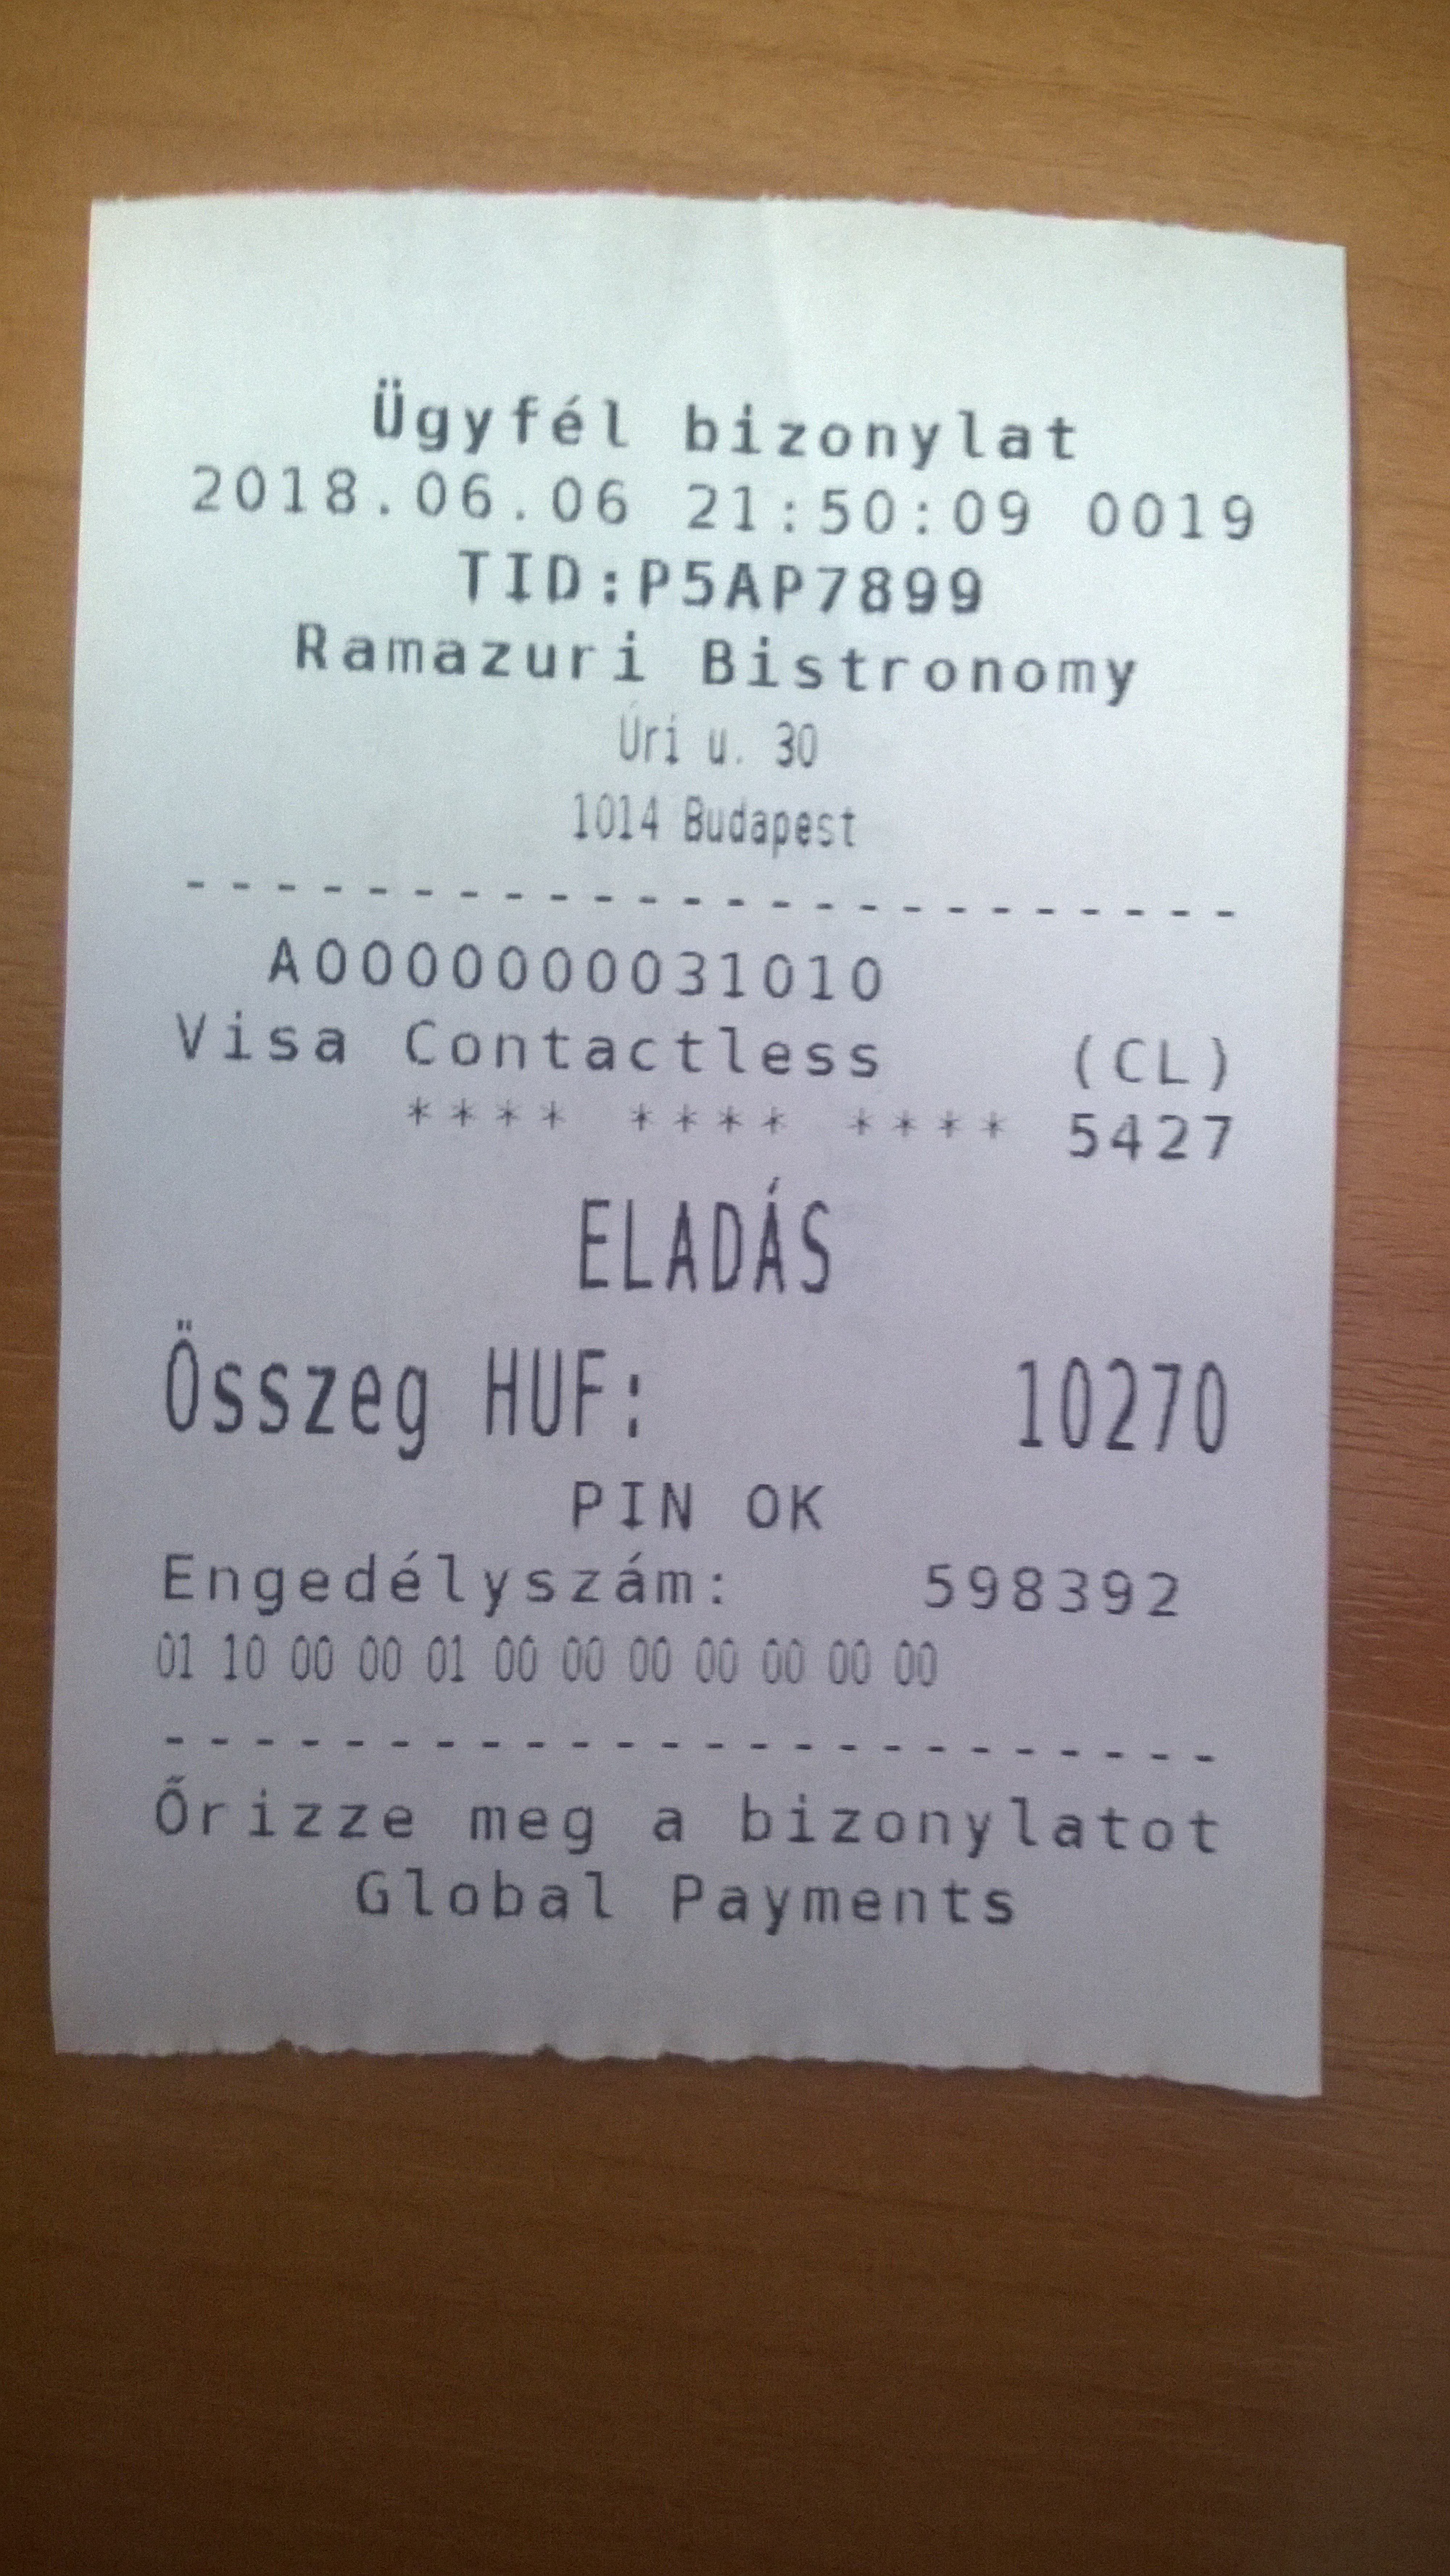 Ügyfél bizonylat
2018.06.06 21:50:09 0019
TID:P5AP7899
Ramazuri Bistronomy
Úri u. 30
1014 Budapest
------------------------
A0000000031010
Visa Contactless (CL)
**** **** **** 5427
ELADÁS
Összeg HUF: 10270
PIN OK
Engedélyszám: 598392
01 10 00 00 01 00 00 00 00 00 00 00
------------------------
Őrizze meg a bizonylatot
Global Payments